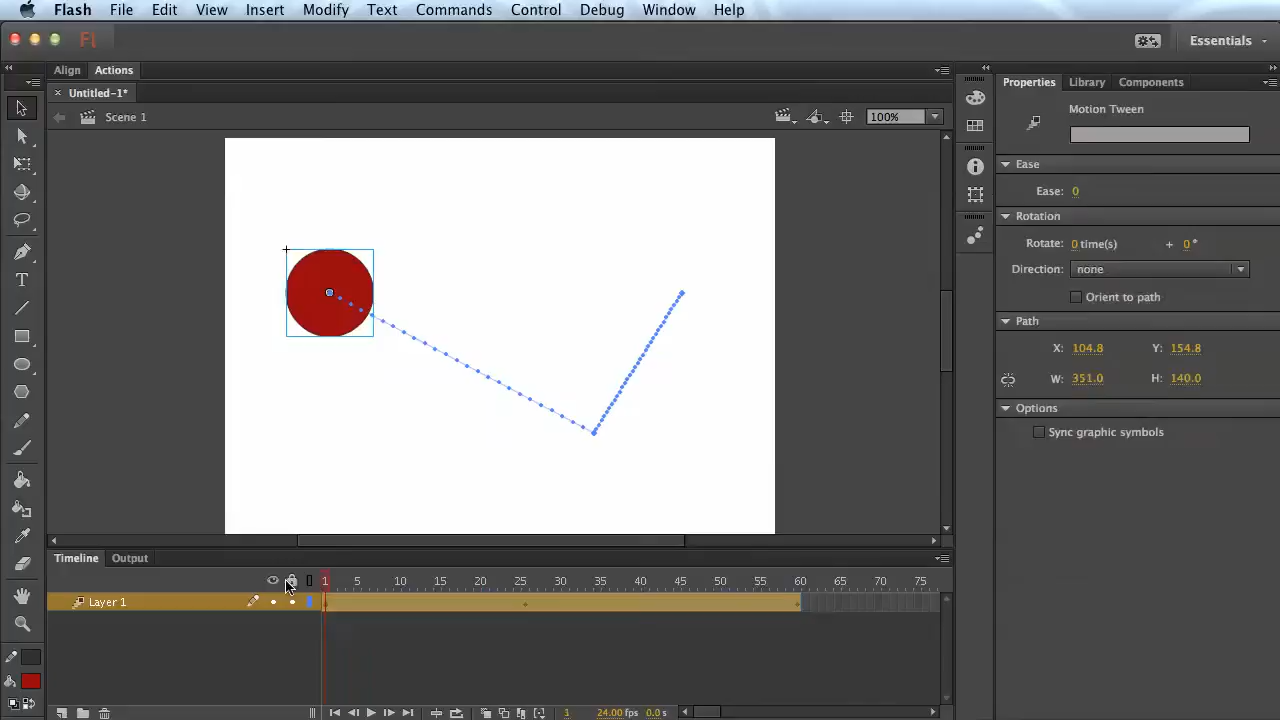 Flash File Edit View Insert Modify Text Commands Control Debug Window Help
Fl
Essentials
Align Actions
Untitled-1*
Scene 1
100%
Properties Library Components
Motion Tween
Ease
Ease: 0
Rotation
Rotate: 0 time(s) + 0°
Direction: none
Orient to path
Path
X: 104.8 Y: 154.8
W: 351.0 H: 140.0
Options
Sync graphic symbols
Timeline Output
1 5 10 15 20 25 30 35 40 45 50 55 60 65 70 75
Layer 1
1 24.00 fps 0.0 s